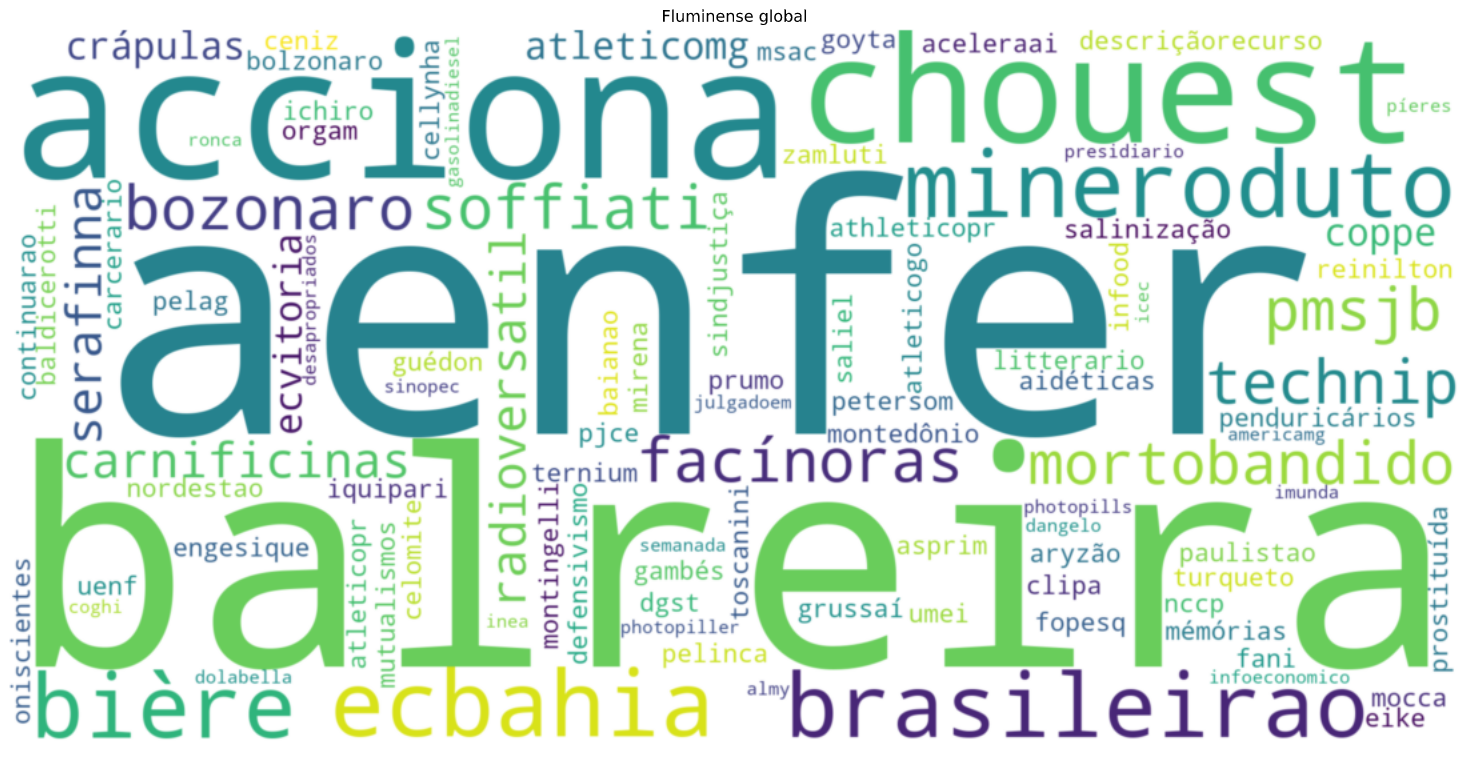 Fluminense global
crápulas
ceniz
bolzonaro
atleticomg
msac
goyta
aceleraai
descriçãorecurso
acciona
chouest
ichiro
orgam
ronca
cellynha
gasolinadiesel
píeres
zamluti
presidiario
mineroduto
bozonaro
soffiati
athleticopr
salinização
coppe
continuarao
baldicerotti
serafinna
carcerario
pelag
ecvitoria
desapropriados
radioversatil
sindjustiça
atleticogo
infood
icec
reinilton
pmsjb
aenfer
guédon
sinopec
baianao
mirena
prumo
julgadoem
saliel
petersom
litterario
aidéticas
technip
penduricários
americamg
pjce
montedônio
carnificinas
ternium
facínoras
mortobandido
nordestao
iquipari
imunda
photopills
dangelo
balreira
engesique
uenf
coghi
oniscientes
atleticopr
mutualismos
celomite
inea
montingelli
defensivismo
semanada
gambés
dgst
photopiller
pelinca
toscanini
asprim
grussaí
umei
aryzão
clipa
fopesq
paulistao
turqueto
nccp
mémórias
fani
infoeconomico
prostituída
dolabella
bière
ecbahia
almy
brasileirao
mocca
eike